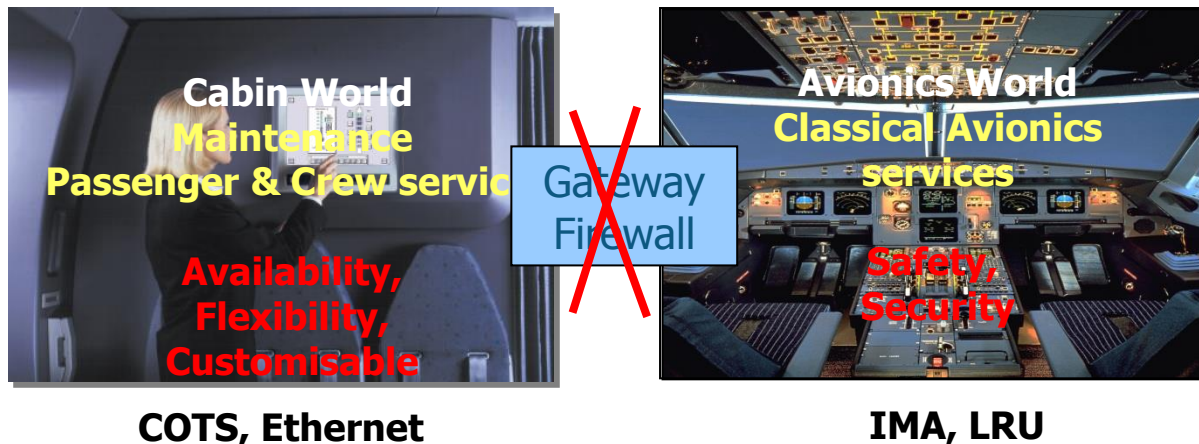 Cabin World
Maintenance
Passenger & Crew servic
Availability,
Flexibility,
Customisable
COTS, Ethernet
Gateway
Firewall
Avionics World
Classical Avionics
services
Safety,
Security
IMA, LRU